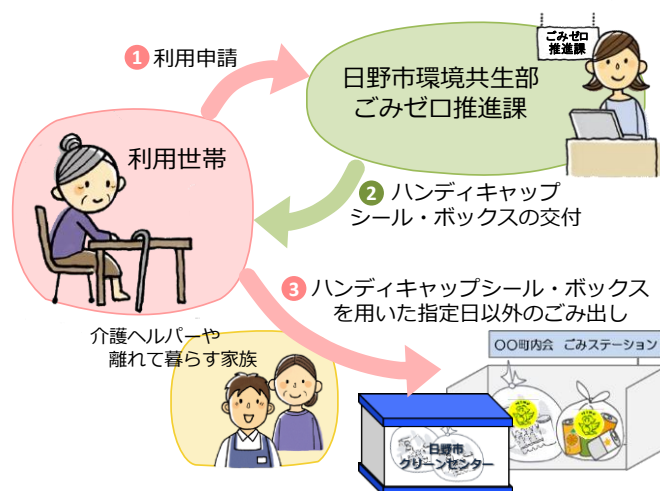 ごみゼロ
推進課
1 利用申請
日野市環境共生部
ごみゼロ推進課
利用世帯
2 ハンディキャップ
シール・ボックスの交付
3 ハンディキャップシール・ボックス
を用いた指定日以外のごみ出し
介護ヘルパーや
離れて暮らす家族
〇〇町内会 ごみステーション
日野市
クリーンセンター